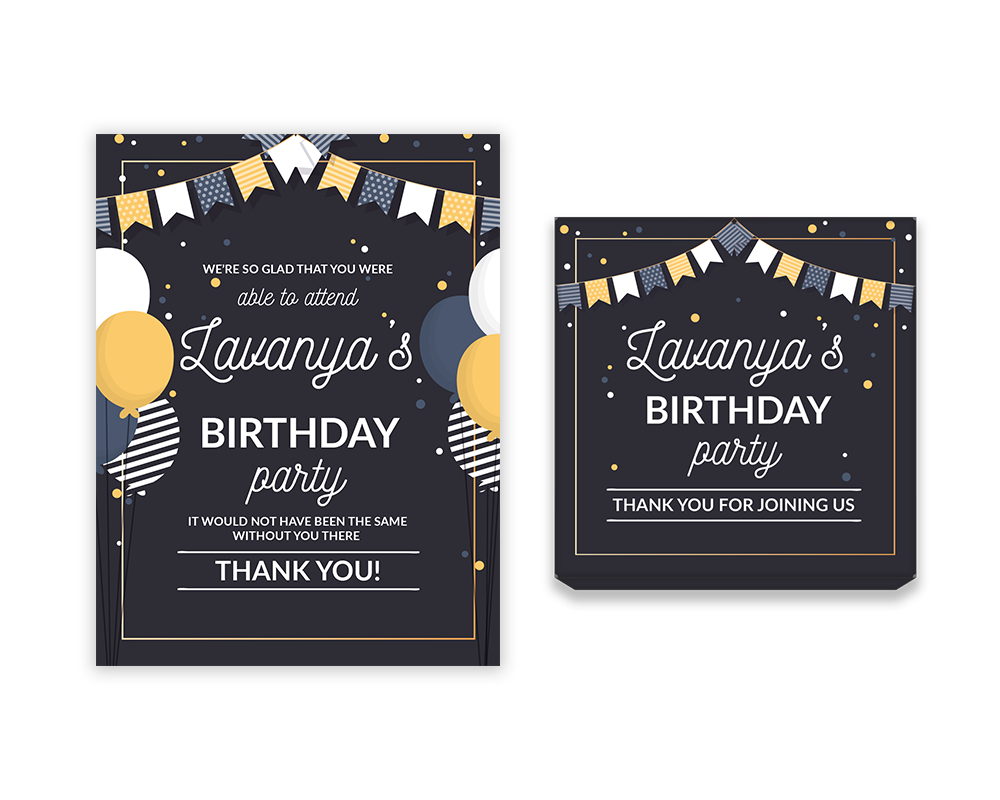 WE'RE SO GLAD THAT YOU WERE
able to attend
Lavanya's
BIRTHDAY
party
IT WOULD NOT HAVE BEEN THE SAME
WITHOUT YOU THERE
THANK YOU!
Lavanya's
BIRTHDAY
party
THANK YOU FOR JOINING US